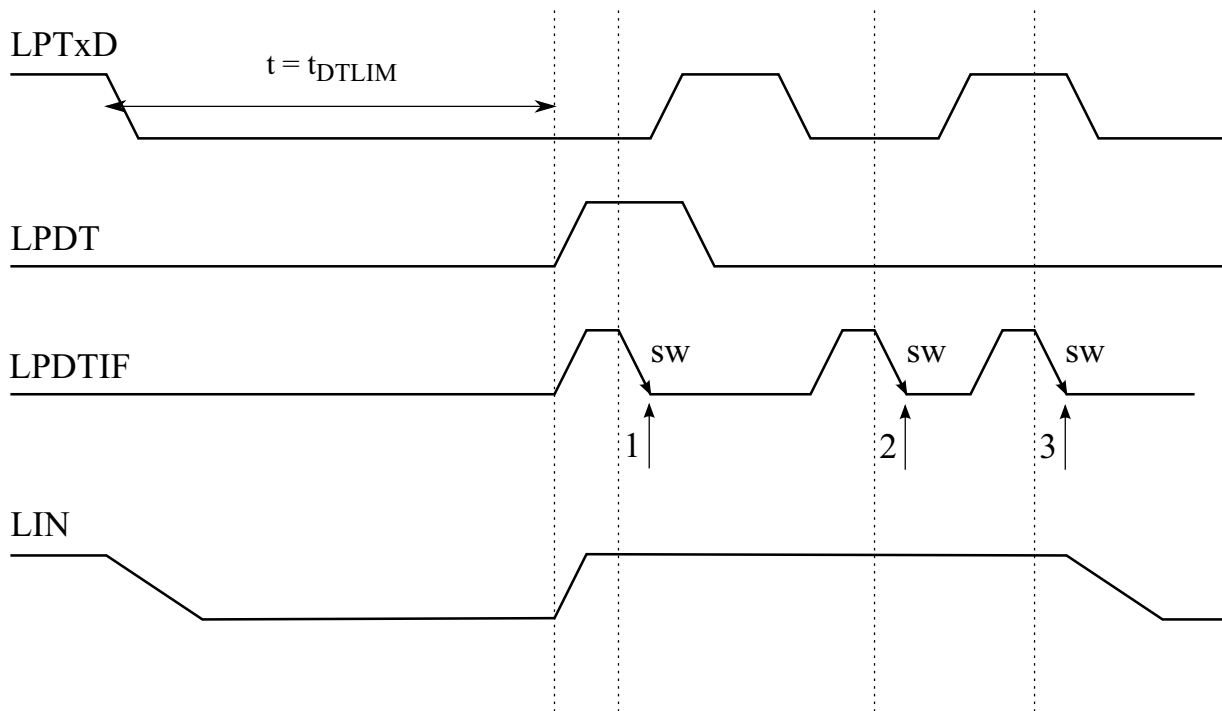 LPTxD
t = tDTLIM
LPDT
LPDTIF
sw
sw
sw
1
2
3
LIN